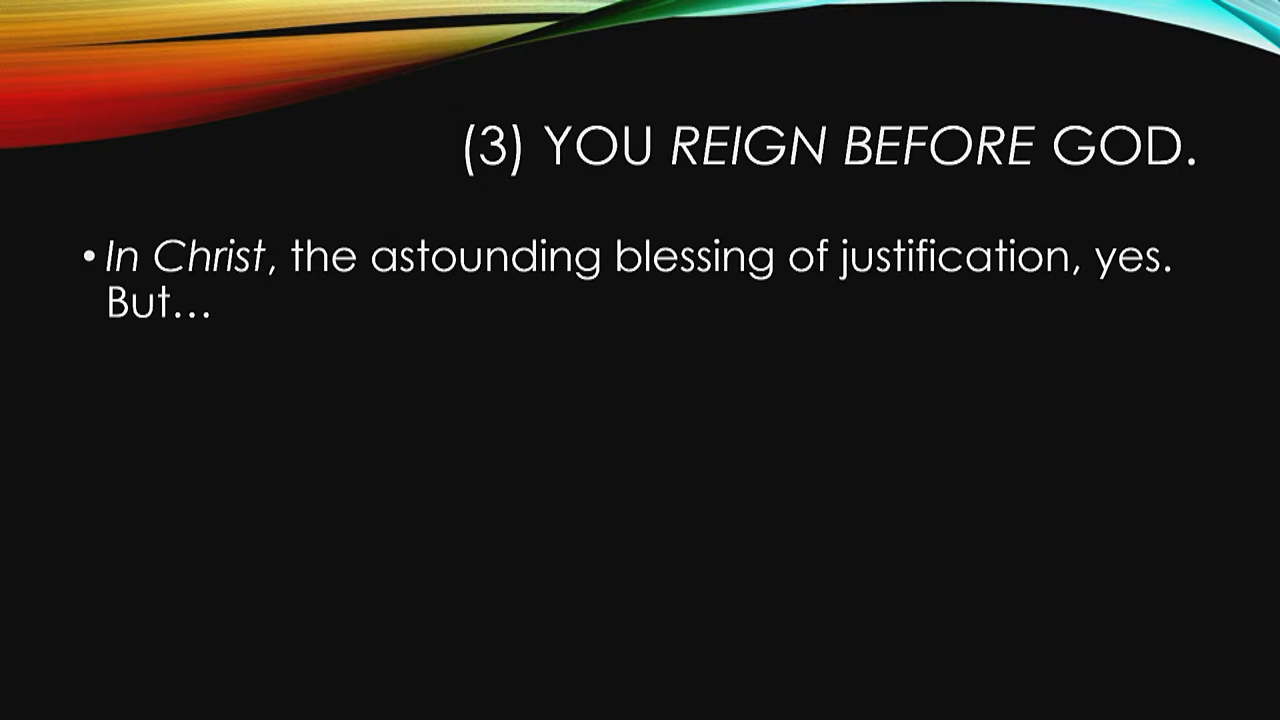 (3) YOU REIGN BEFORE GOD.
• In Christ, the astounding blessing of justification, yes.
But…